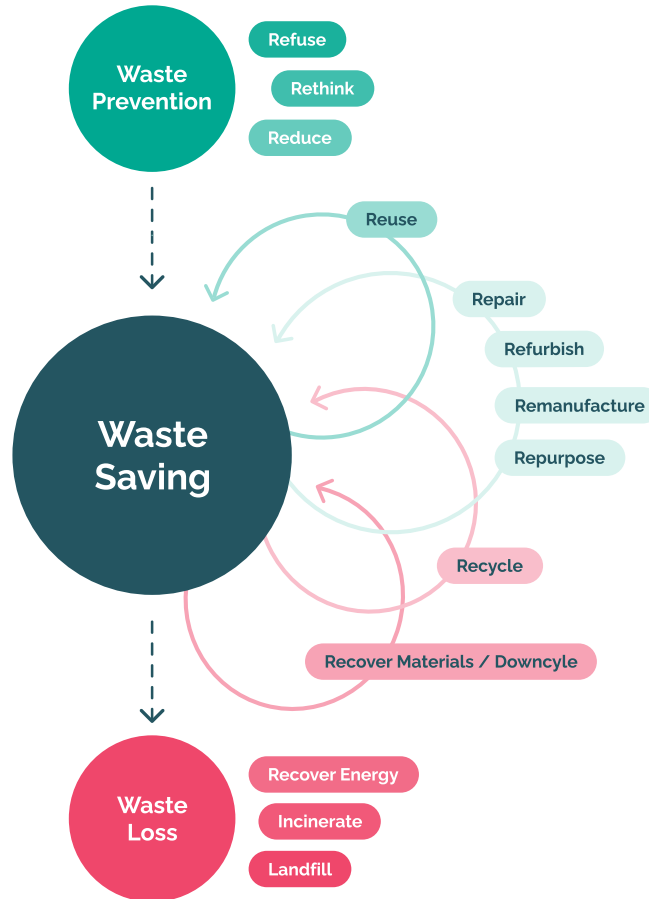 Waste
Prevention
Refuse
Rethink
Reduce
Reuse
Repair
Refurbish
Remanufacture
Repurpose
Waste
Saving
Recycle
Recover Materials / Downcyle
Waste
Loss
Recover Energy
Incinerate
Landfill